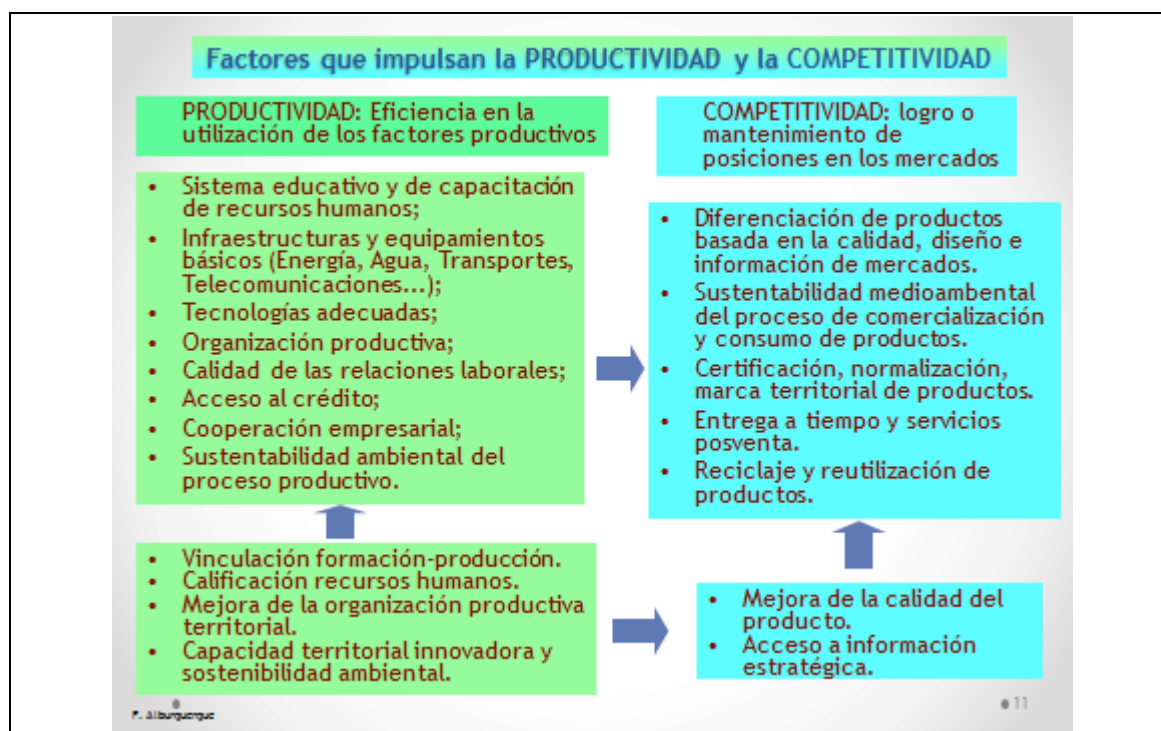 Factores que impulsan la PRODUCTIVIDAD y la COMPETITIVIDAD
PRODUCTIVIDAD: Eficiencia en la
utilización de los factores productivos
• Sistema educativo y de capacitación
de recursos humanos;
• Infraestructuras y equipamientos
básicos (Energía, Agua, Transportes,
Telecomunicaciones...);
• Tecnologías adecuadas;
• Organización productiva;
• Calidad de las relaciones laborales;
• Acceso al crédito;
• Cooperación empresarial;
• Sustentabilidad ambiental del
proceso productivo.
• Vinculación formación-producción.
• Calificación recursos humanos.
• Mejora de la organización productiva
territorial.
• Capacidad territorial innovadora y
sostenibilidad ambiental.
COMPETITIVIDAD: logro o
mantenimiento de
posiciones en los mercados
• Diferenciación de productos
basada en la calidad, diseño e
información de mercados.
• Sustentabilidad medioambental
del proceso de comercialización
y consumo de productos.
• Certificación, normalización,
marca territorial de productos.
• Entrega a tiempo y servicios
posventa.
• Reciclaje y reutilización de
productos.
• Mejora de la calidad del
producto.
• Acceso a información
estratégica.
F. Alburquerque
11